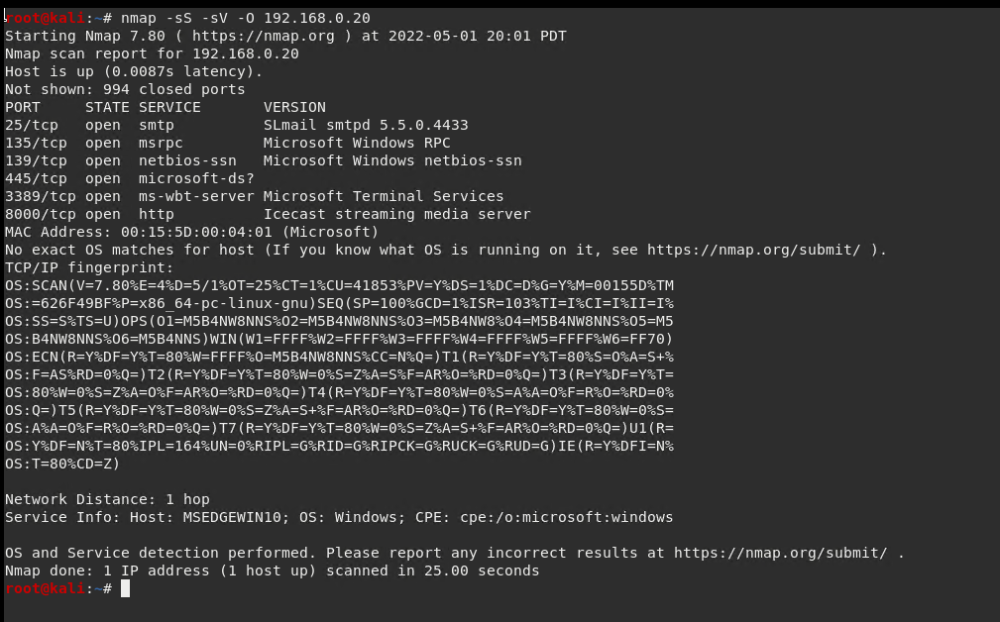 root@kali:~# nmap -sS -sV -O 192.168.0.20
Starting Nmap 7.80 ( https://nmap.org ) at 2022-05-01 20:01 PDT
Nmap scan report for 192.168.0.20
Host is up (0.0087s latency).
Not shown: 994 closed ports
PORT     STATE SERVICE       VERSION
25/tcp   open  smtp          SLmail smtpd 5.5.0.4433
135/tcp  open  msrpc         Microsoft Windows RPC
139/tcp  open  netbios-ssn   Microsoft Windows netbios-ssn
445/tcp  open  microsoft-ds?
3389/tcp open  ms-wbt-server Microsoft Terminal Services
8000/tcp open  http          Icecast streaming media server
MAC Address: 00:15:5D:00:04:01 (Microsoft)
No exact OS matches for host (If you know what OS is running on it, see https://nmap.org/submit/ ).
TCP/IP fingerprint:
OS:SCAN(V=7.80%E=4%D=5/1%OT=25%CT=1%CU=41853%PV=Y%DS=1%DC=D%G=Y%M=00155D%TM
OS:=626F49BF%P=x86_64-pc-linux-gnu)SEQ(SP=100%GCD=1%ISR=103%TI=I%CI=I%II=I%
OS:SS=S%TS=U)OPS(O1=M5B4NW8NNS%O2=M5B4NW8NNS%O3=M5B4NW8%O4=M5B4NW8NNS%O5=M5
OS:B4NW8NNS%O6=M5B4NNS)WIN(W1=FFFF%W2=FFFF%W3=FFFF%W4=FFFF%W5=FFFF%W6=FF70)
OS:ECN(R=Y%DF=Y%T=80%W=FFFF%O=M5B4NW8NNS%CC=N%Q=)T1(R=Y%DF=Y%T=80%S=O%A=S+%
OS:F=AS%RD=0%Q=)T2(R=Y%DF=Y%T=80%W=0%S=Z%A=S%F=AR%O=%RD=0%Q=)T3(R=Y%DF=Y%T=
OS:80%W=0%S=Z%A=O%F=AR%O=%RD=0%Q=)T4(R=Y%DF=Y%T=80%W=0%S=A%A=O%F=R%O=%RD=0%
OS:Q=)T5(R=Y%DF=Y%T=80%W=0%S=Z%A=S+%F=AR%O=%RD=0%Q=)T6(R=Y%DF=Y%T=80%W=0%S=
OS:A%A=O%F=R%O=%RD=0%Q=)T7(R=Y%DF=Y%T=80%W=0%S=Z%A=S+%F=AR%O=%RD=0%Q=)U1(R=
OS:Y%DF=N%T=80%IPL=164%UN=0%RIPL=G%RID=G%RIPCK=G%RUCK=G%RUD=G)IE(R=Y%DFI=N%
OS:T=80%CD=Z)
Network Distance: 1 hop
Service Info: Host: MSEDGEWIN10; OS: Windows; CPE: cpe:/o:microsoft:windows
OS and Service detection performed. Please report any incorrect results at https://nmap.org/submit/ .
Nmap done: 1 IP address (1 host up) scanned in 25.00 seconds
root@kali:~#